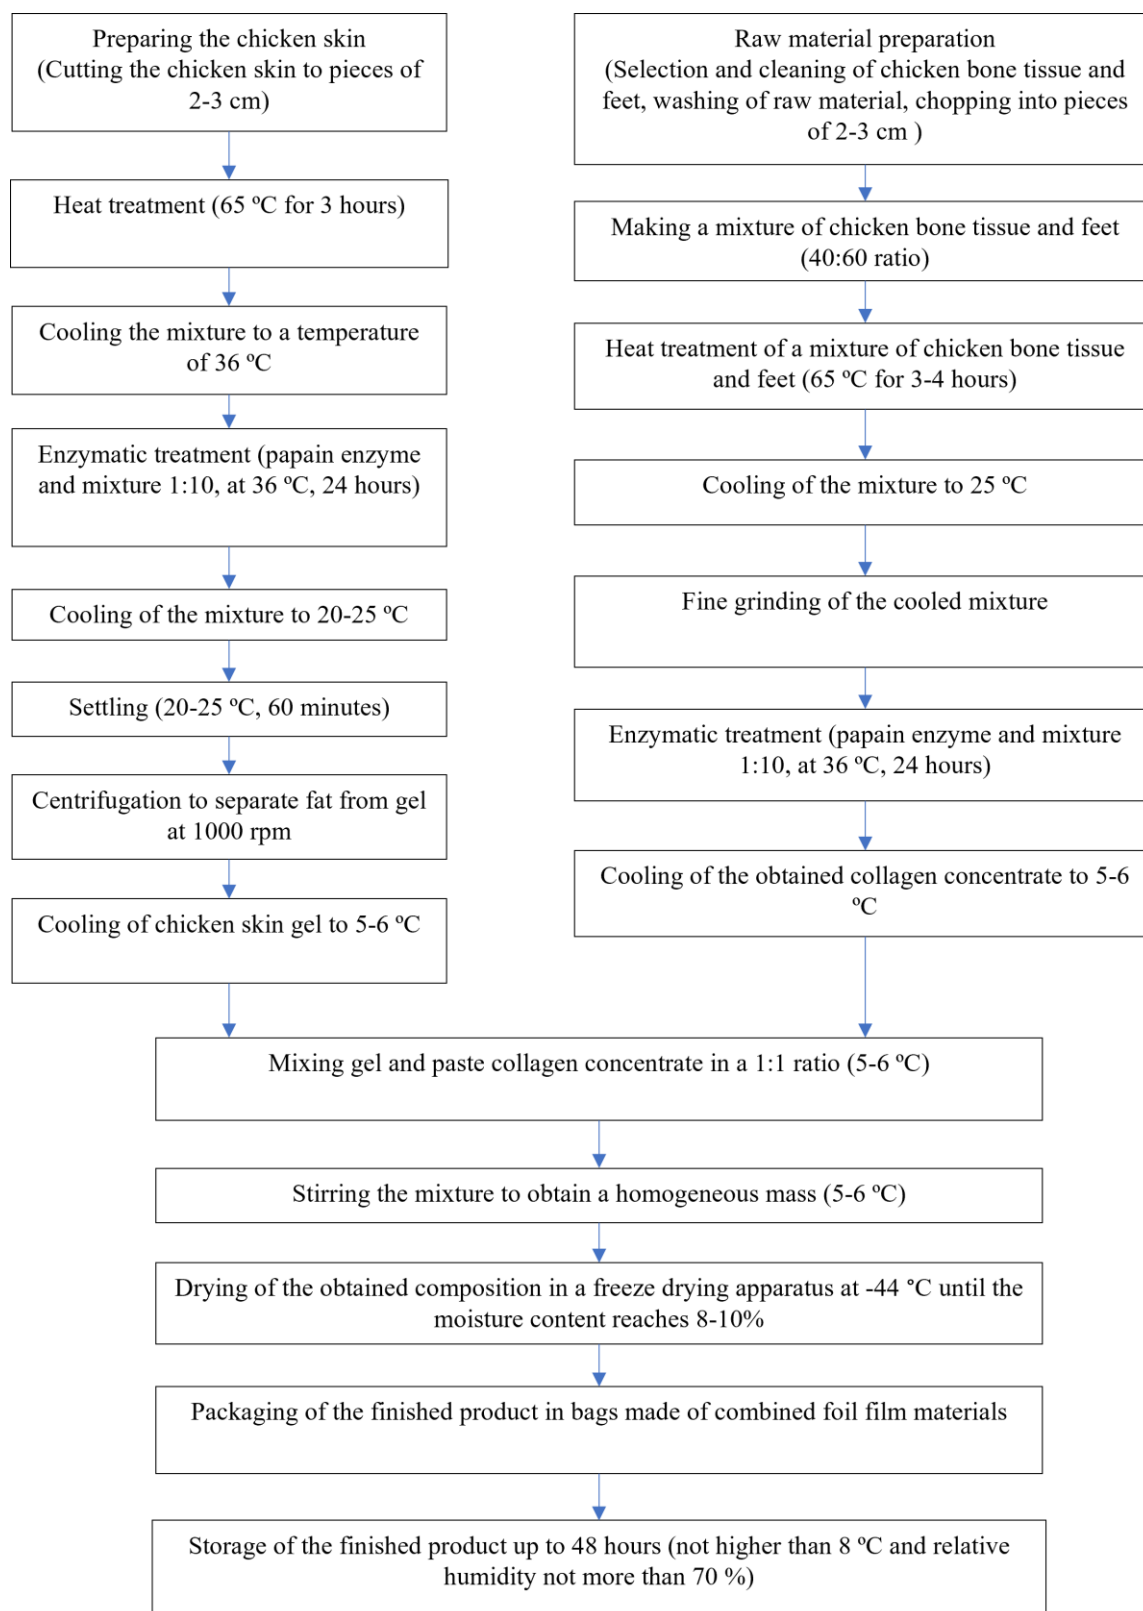 Preparing the chicken skin
(Cutting the chicken skin to pieces of
2-3 cm)
Heat treatment (65 ºC for 3 hours)
Cooling the mixture to a temperature
of 36 ºC
Enzymatic treatment (papain enzyme
and mixture 1:10, at 36 ºC, 24 hours)
Cooling of the mixture to 20-25 ºC
Settling (20-25 ºC, 60 minutes)
Centrifugation to separate fat from gel
at 1000 rpm
Cooling of chicken skin gel to 5-6 ºC
Raw material preparation
(Selection and cleaning of chicken bone tissue and
feet, washing of raw material, chopping into pieces
of 2-3 cm )
Making a mixture of chicken bone tissue and feet
(40:60 ratio)
Heat treatment of a mixture of chicken bone tissue
and feet (65 ºC for 3-4 hours)
Cooling of the mixture to 25 ºC
Fine grinding of the cooled mixture
Enzymatic treatment (papain enzyme and mixture
1:10, at 36 ºC, 24 hours)
Cooling of the obtained collagen concentrate to 5-6
ºC
Mixing gel and paste collagen concentrate in a 1:1 ratio (5-6 ºC)
Stirring the mixture to obtain a homogeneous mass (5-6 ºC)
Drying of the obtained composition in a freeze drying apparatus at -44 °C until the
moisture content reaches 8-10%
Packaging of the finished product in bags made of combined foil film materials
Storage of the finished product up to 48 hours (not higher than 8 ºC and relative
humidity not more than 70 %)